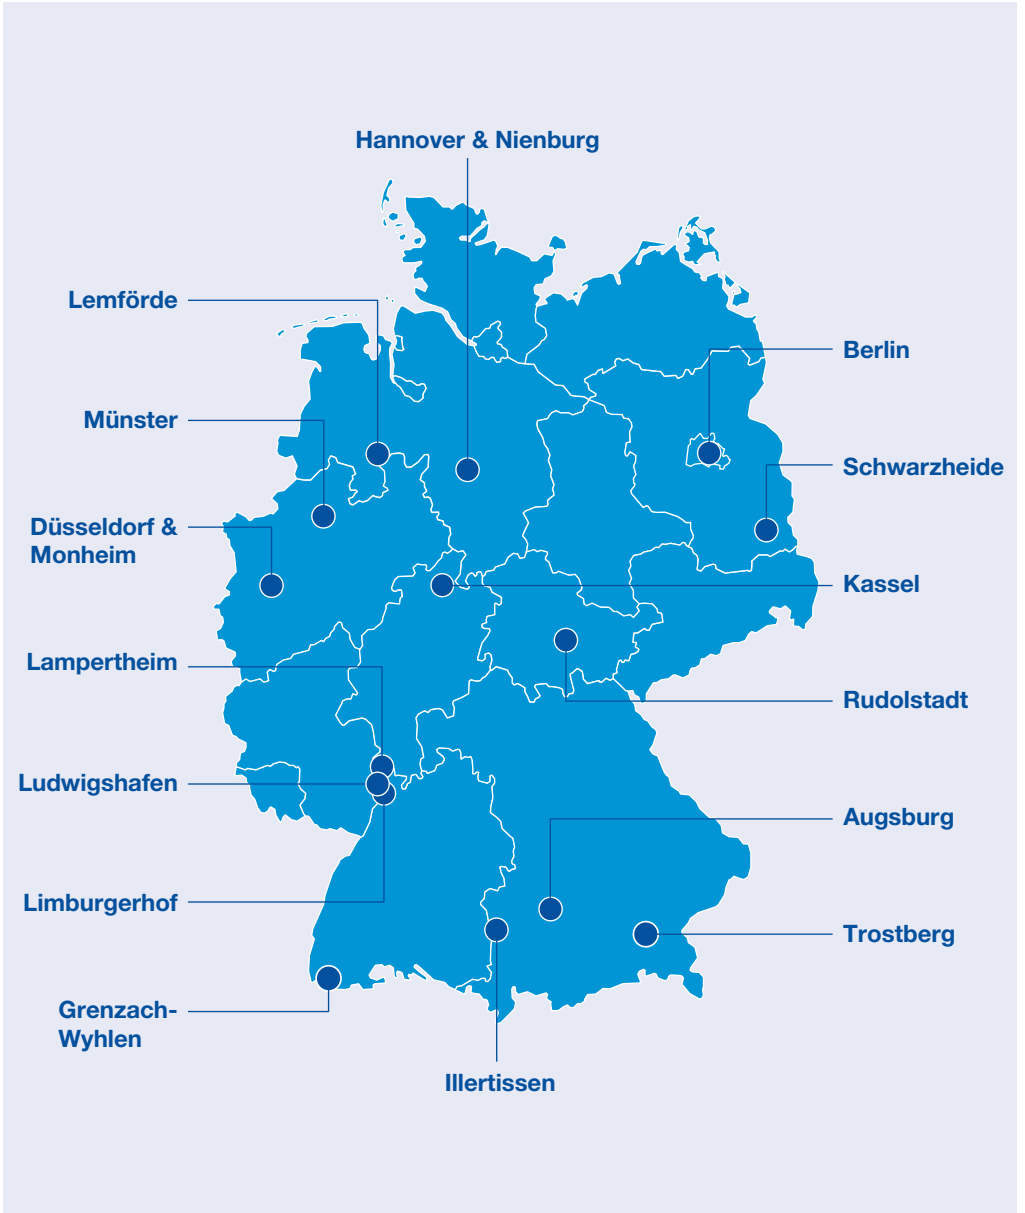 Hannover & Nienburg
Lemförde
Berlin
Münster
Schwarzheide
Düsseldorf &
Monheim
Kassel
Lampertheim
Rudolstadt
Ludwigshafen
Augsburg
Limburgerhof
Trostberg
Grenzach-
Wyhlen
Illertissen